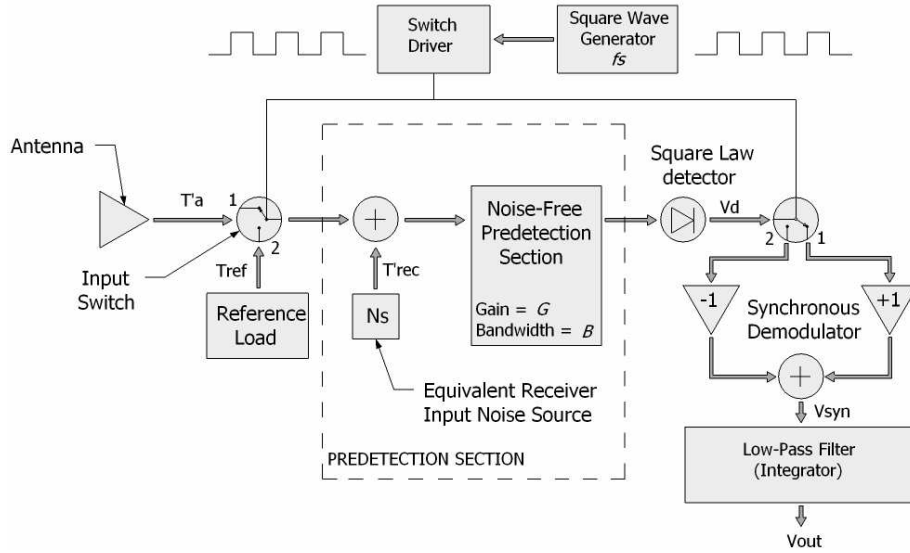 Switch
Driver
Square Wave
Generator
fs
Antenna
T'a
1
2
Input
Switch
Tref
Reference
Load
T'rec
Ns
Equivalent Receiver
Input Noise Source
Noise-Free
Predetection
Section
Gain = G
Bandwidth = B
PREDETECTION SECTION
Square Law
detector
Vd
2
1
-1
+1
Synchronous
Demodulator
Vsyn
Low-Pass Filter
(Integrator)
Vout